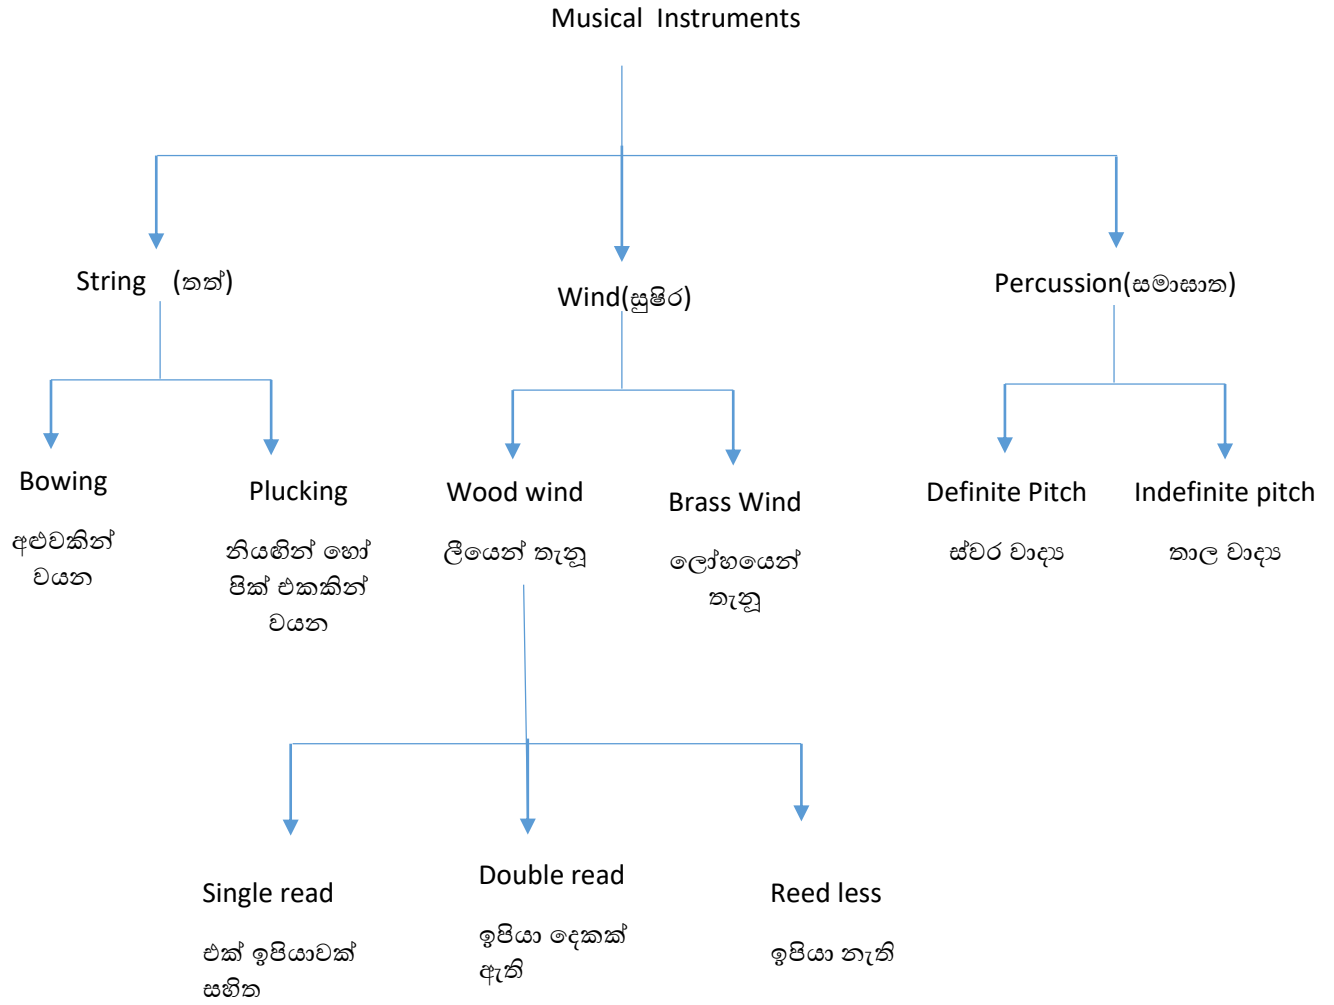 Musical Instruments
String (තත්)
Wind(සුෂිර)
Percussion(සමාඝාත)
Bowing
අළුවකින්
වයන
Plucking
නියඟින් හෝ
පික් එකකින්
වයන
Wood wind
ලීයෙන් තැනූ
Brass Wind
ලෝහයෙන්
තැනූ
Definite Pitch
ස්වර වාද්‍ය
Indefinite pitch
තාල වාද්‍ය
Single read
එක් ඉපියාවක්
සහිත
Double read
ඉපියා දෙකක්
ඇති
Reed less
ඉපියා නැති